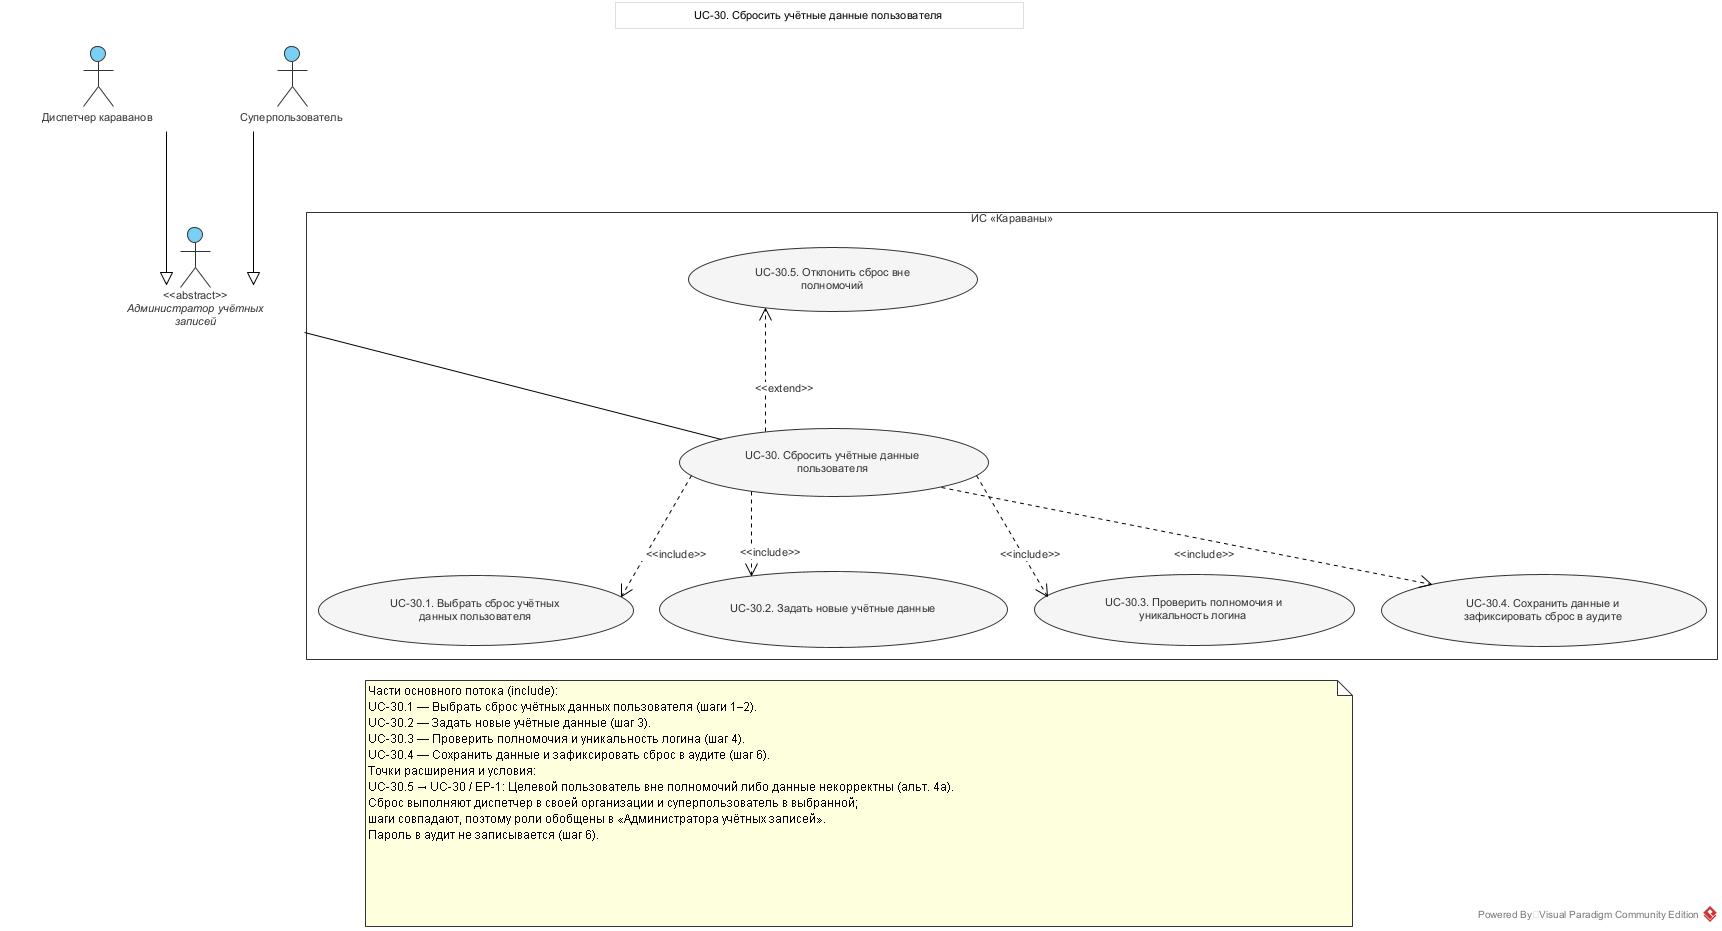 UC-30. Сбросить учётные данные пользователя
Диспетчер караванов
Суперпользователь
<<abstract>>
Администратор учётных
записей
ИС «Караваны»
UC-30.5. Отклонить сброс вне
полномочий
<<extend>>
UC-30. Сбросить учётные данные
пользователя
<<include>>
<<include>>
<<include>>
<<include>>
UC-30.1. Выбрать сброс учётных
данных пользователя
UC-30.2. Задать новые учётные данные
UC-30.3. Проверить полномочия и
уникальность логина
UC-30.4. Сохранить данные и
зафиксировать сброс в аудите
Части основного потока (include):
UC-30.1 — Выбрать сброс учётных данных пользователя (шаги 1–2).
UC-30.2 — Задать новые учётные данные (шаг 3).
UC-30.3 — Проверить полномочия и уникальность логина (шаг 4).
UC-30.4 — Сохранить данные и зафиксировать сброс в аудите (шаг 6).
Точки расширения и условия:
UC-30.5 → UC-30 / EP-1: Целевой пользователь вне полномочий либо данные некорректны (альт. 4а).
Сброс выполняют диспетчер в своей организации и суперпользователь в выбранной;
шаги совпадают, поэтому роли обобщены в «Администратора учётных записей».
Пароль в аудит не записывается (шаг 6).
Powered By Visual Paradigm Community Edition